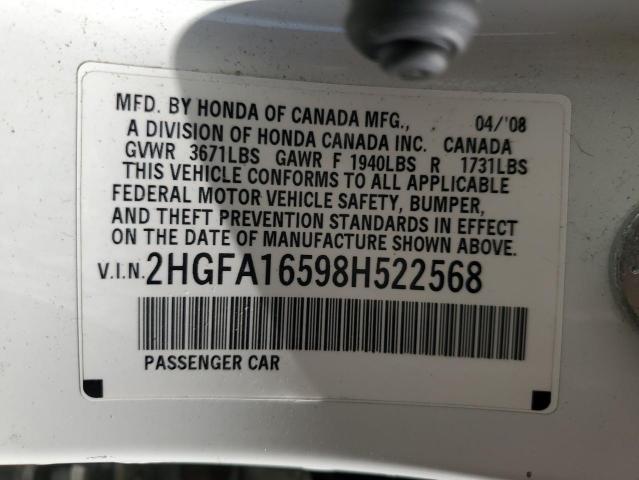 MFD. BY HONDA OF CANADA MFG., 04/'08
A DIVISION OF HONDA CANADA INC. CANADA
GVWR 3671LBS GAWR F 1940LBS R 1731LBS
THIS VEHICLE CONFORMS TO ALL APPLICABLE
FEDERAL MOTOR VEHICLE SAFETY, BUMPER,
AND THEFT PREVENTION STANDARDS IN EFFECT
ON THE DATE OF MANUFACTURE SHOWN ABOVE.
V.I.N. 2HGFA16598H522568
PASSENGER CAR